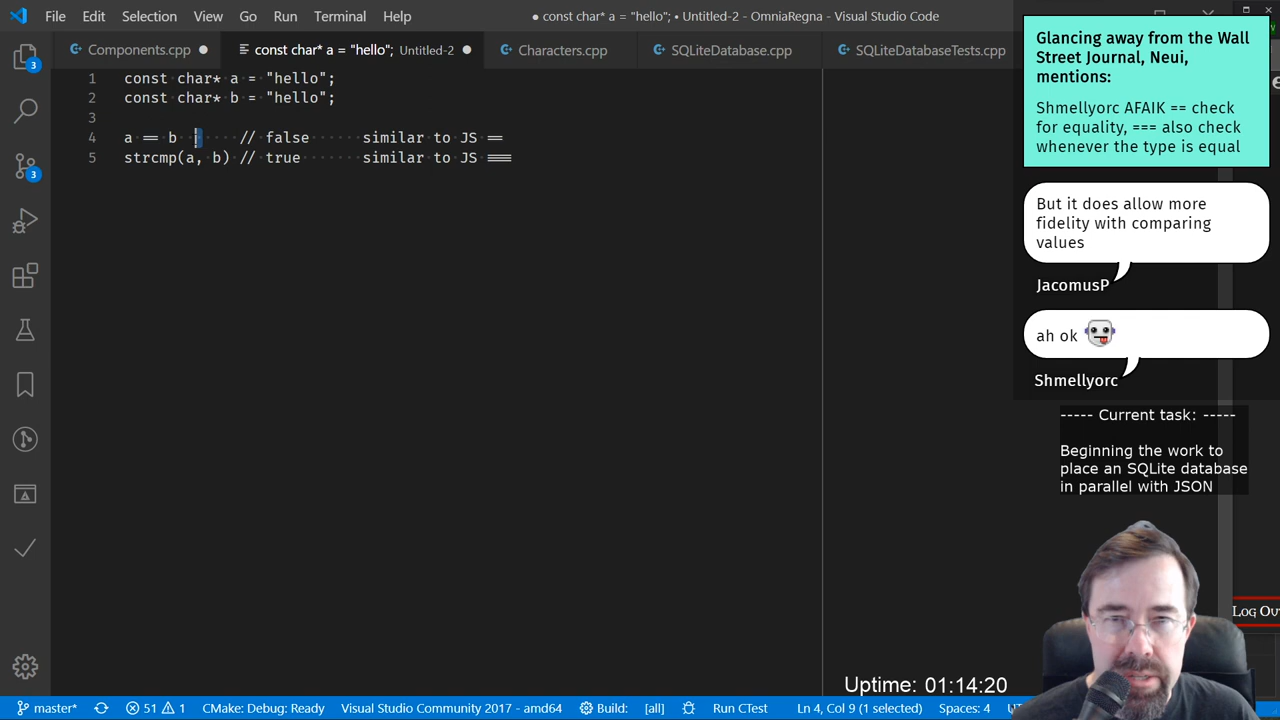 File Edit Selection View Go Run Terminal Help
● const char* a = "hello"; • Untitled-2 - OmniaRegna - Visual Studio Code
Components.cpp ●
const char* a = "hello"; Untitled-2 ●
Characters.cpp
SQLiteDatabase.cpp
SQLiteDatabaseTests.cpp
1 const char* a = "hello";
2 const char* b = "hello";
3
4 a == b // false similar to JS ==
5 strcmp(a, b) // true similar to JS ===
3
3
Glancing away from the Wall
Street Journal, Neui,
mentions:
Shmellyorc AFAIK == check
for equality, === also check
whenever the type is equal
But it does allow more
fidelity with comparing
values
JacomusP
ah ok
Shmellyorc
----- Current task: -----
Beginning the work to
place an SQLite database
in parallel with JSON
Uptime: 01:14:20
master* 51 1 CMake: Debug: Ready Visual Studio Community 2017 - amd64 Build: [all] Run CTest Ln 4, Col 9 (1 selected) Spaces: 4